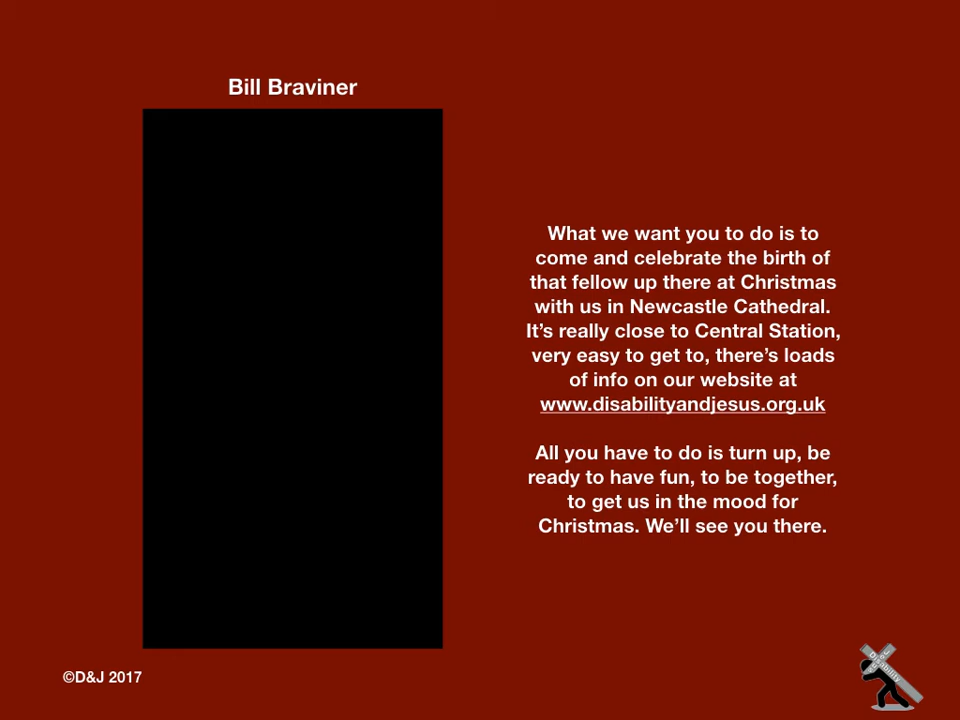 Bill Braviner
What we want you to do is to
come and celebrate the birth of
that fellow up there at Christmas
with us in Newcastle Cathedral.
It’s really close to Central Station,
very easy to get to, there’s loads
of info on our website at
www.disabilityandjesus.org.uk
All you have to do is turn up, be
ready to have fun, to be together,
to get us in the mood for
Christmas. We’ll see you there.
©D&J 2017
Disability